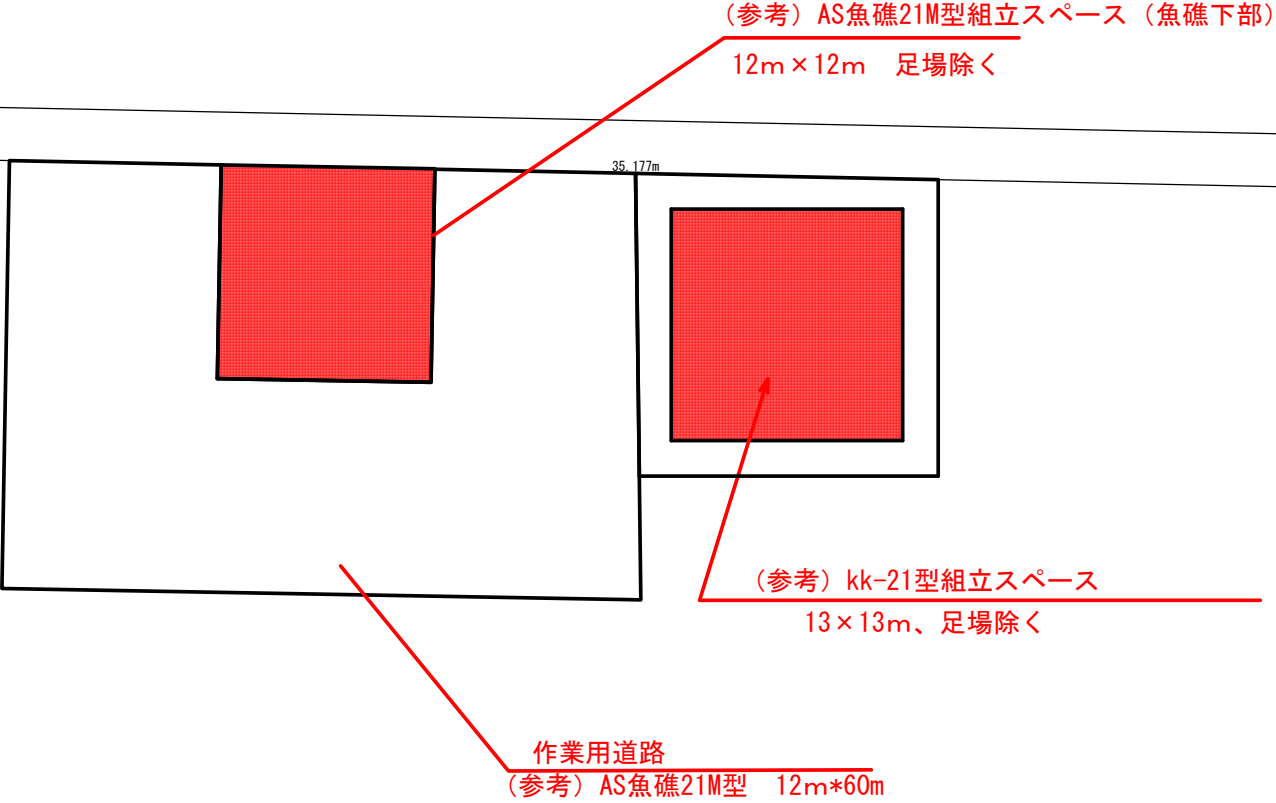 (参考) AS魚礁21M型組立スペース (魚礁下部)
12m×12m 足場除く
35.177m
(参考) kk-21型組立スペース
13×13m、足場除く
作業用道路
(参考) AS魚礁21M型 12m*60m